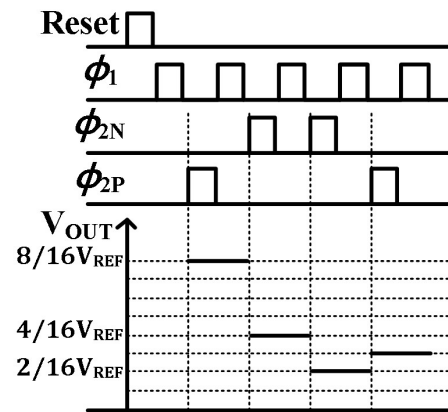 Reset
ϕ1
ϕ2N
ϕ2P
VOUT
8/16VREF
4/16VREF
2/16VREF